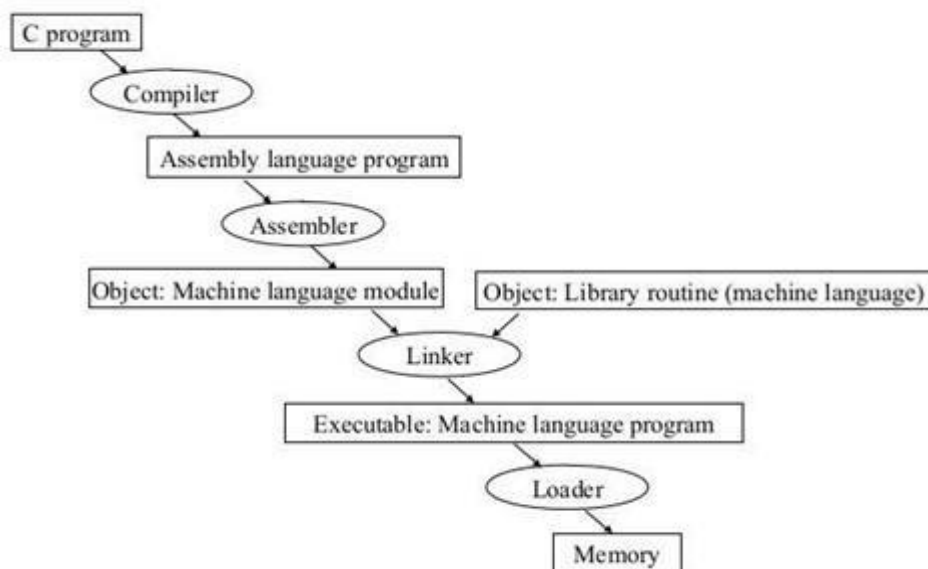 C program
Compiler
Assembly language program
Assembler
Object: Machine language module
Object: Library routine (machine language)
Linker
Executable: Machine language program
Loader
Memory